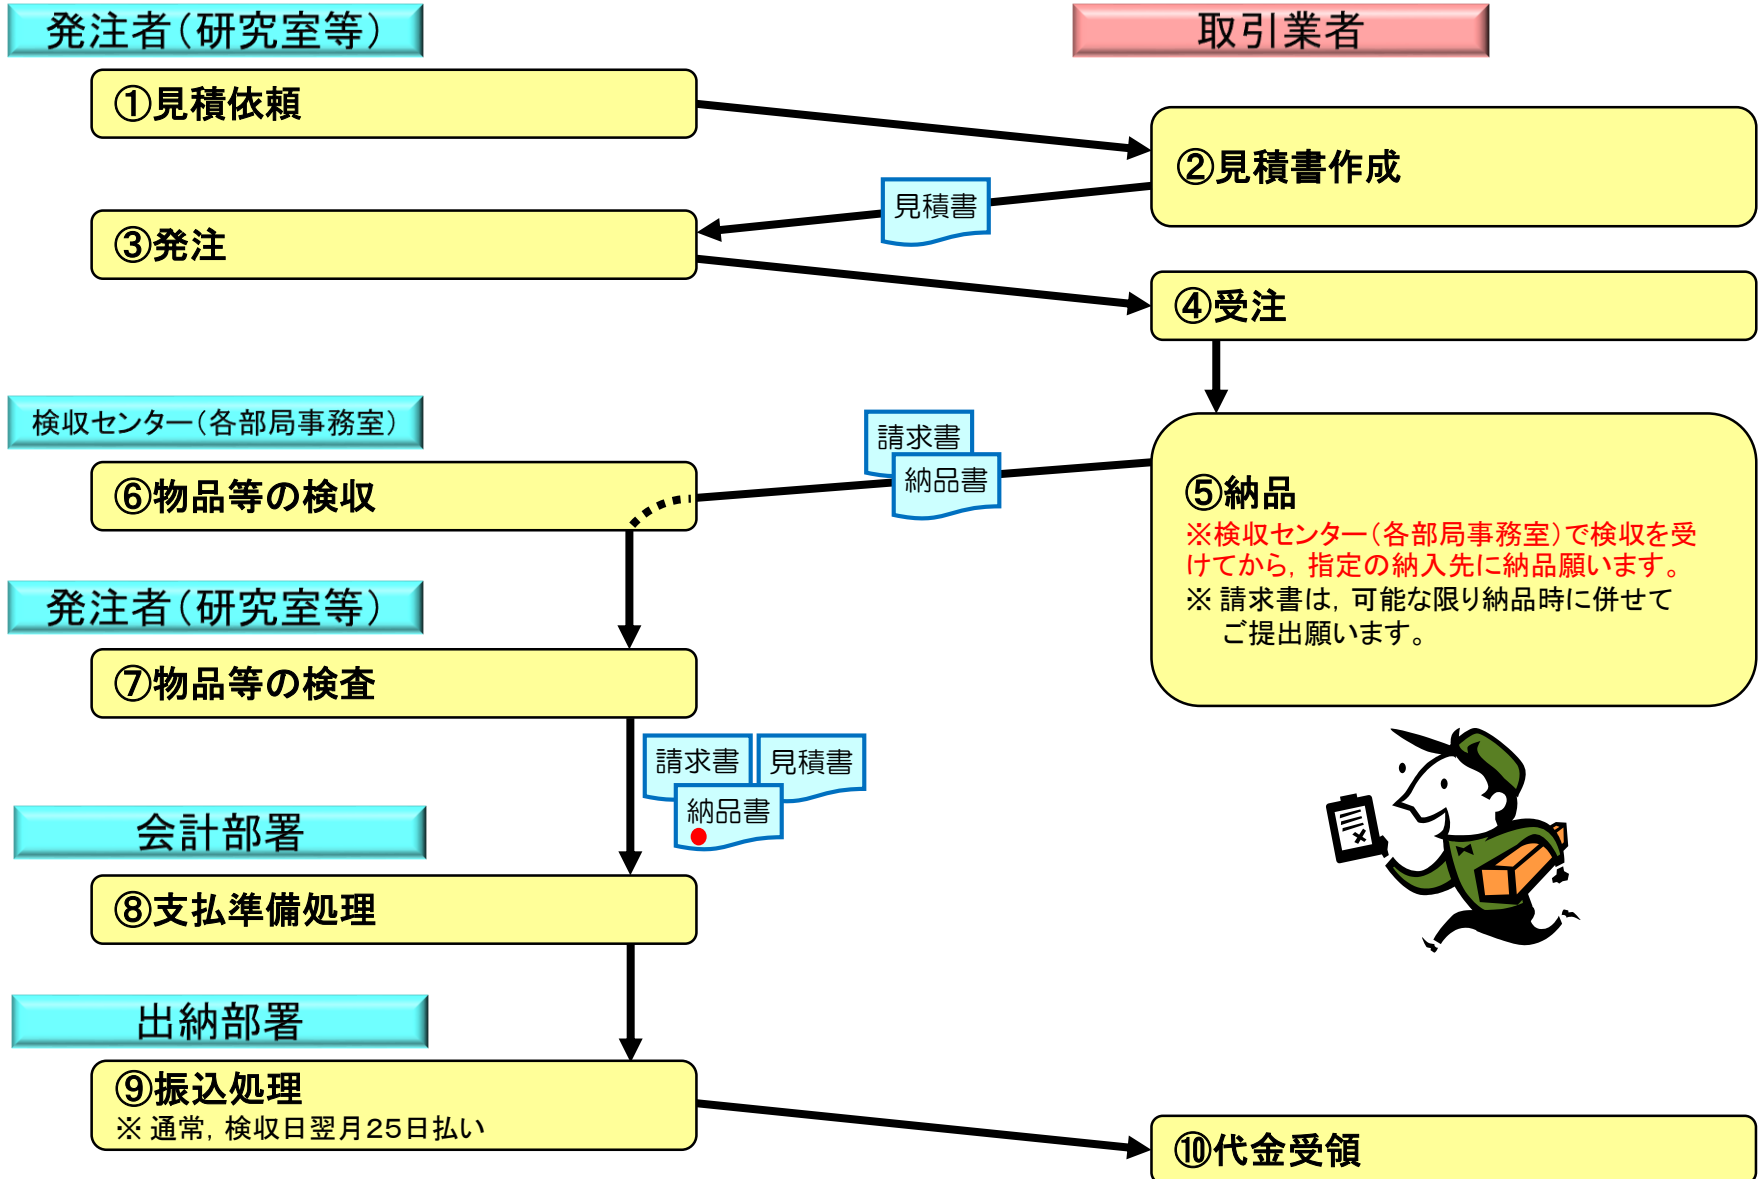 発注者（研究室等）
取引業者
①見積依頼
②見積書作成
見積書
③発注
④受注
検収センター（各部局事務室）
請求書
納品書
⑥物品等の検収
⑤納品
※検収センター（各部局事務室）で検収を受
けてから，指定の納入先に納品願います。
※ 請求書は，可能な限り納品時に併せて
ご提出願います。
発注者（研究室等）
⑦物品等の検査
請求書
見積書
納品書
会計部署
⑧支払準備処理
出納部署
⑨振込処理
※ 通常，検収日翌月２５日払い
⑩代金受領